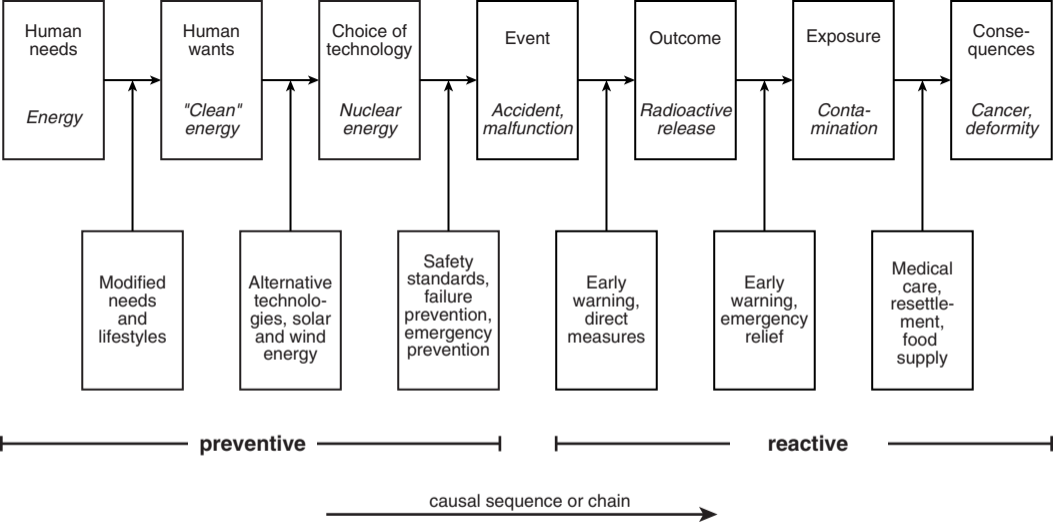 Human
needs
Energy
Human
wants
"Clean"
energy
Choice of
technology
Nuclear
energy
Event
Accident,
malfunction
Outcome
Radioactive
release
Exposure
Conta-
mination
Conse-
quences
Cancer,
deformity
Modified
needs
and
lifestyles
Alternative
technolo-
gies, solar
and wind
energy
Safety
standards,
failure
prevention,
emergency
prevention
Early
warning,
direct
measures
Early
warning,
emergency
relief
Medical
care,
resettle-
ment,
food
supply
preventive
reactive
causal sequence or chain